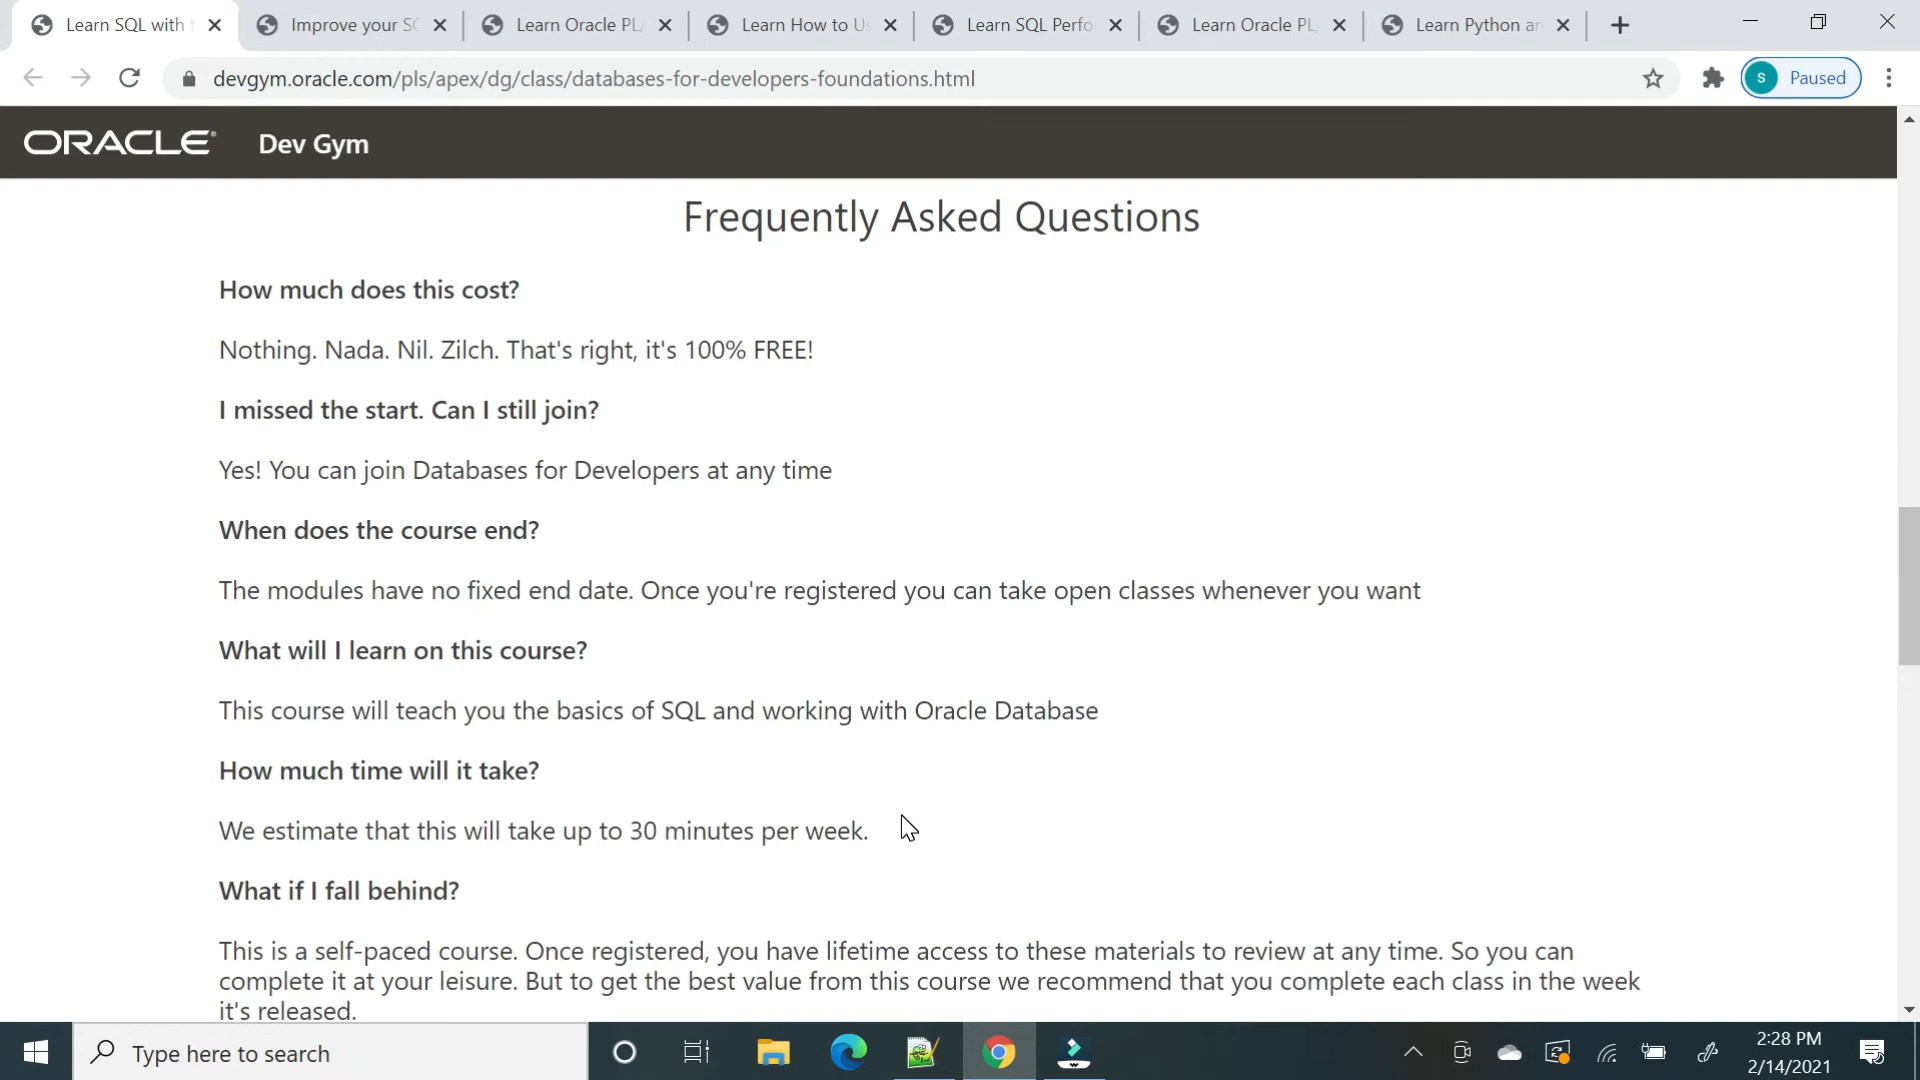 Learn SQL with
Improve your SQ
Learn Oracle PL
Learn How to U
Learn SQL Perfo
Learn Oracle PL
Learn Python an
devgym.oracle.com/pls/apex/dg/class/databases-for-developers-foundations.html
S Paused
ORACLE Dev Gym
Frequently Asked Questions
How much does this cost?
Nothing. Nada. Nil. Zilch. That's right, it's 100% FREE!
I missed the start. Can I still join?
Yes! You can join Databases for Developers at any time
When does the course end?
The modules have no fixed end date. Once you're registered you can take open classes whenever you want
What will I learn on this course?
This course will teach you the basics of SQL and working with Oracle Database
How much time will it take?
We estimate that this will take up to 30 minutes per week.
What if I fall behind?
This is a self-paced course. Once registered, you have lifetime access to these materials to review at any time. So you can
complete it at your leisure. But to get the best value from this course we recommend that you complete each class in the week
it's released.
Type here to search
2:28 PM
2/14/2021